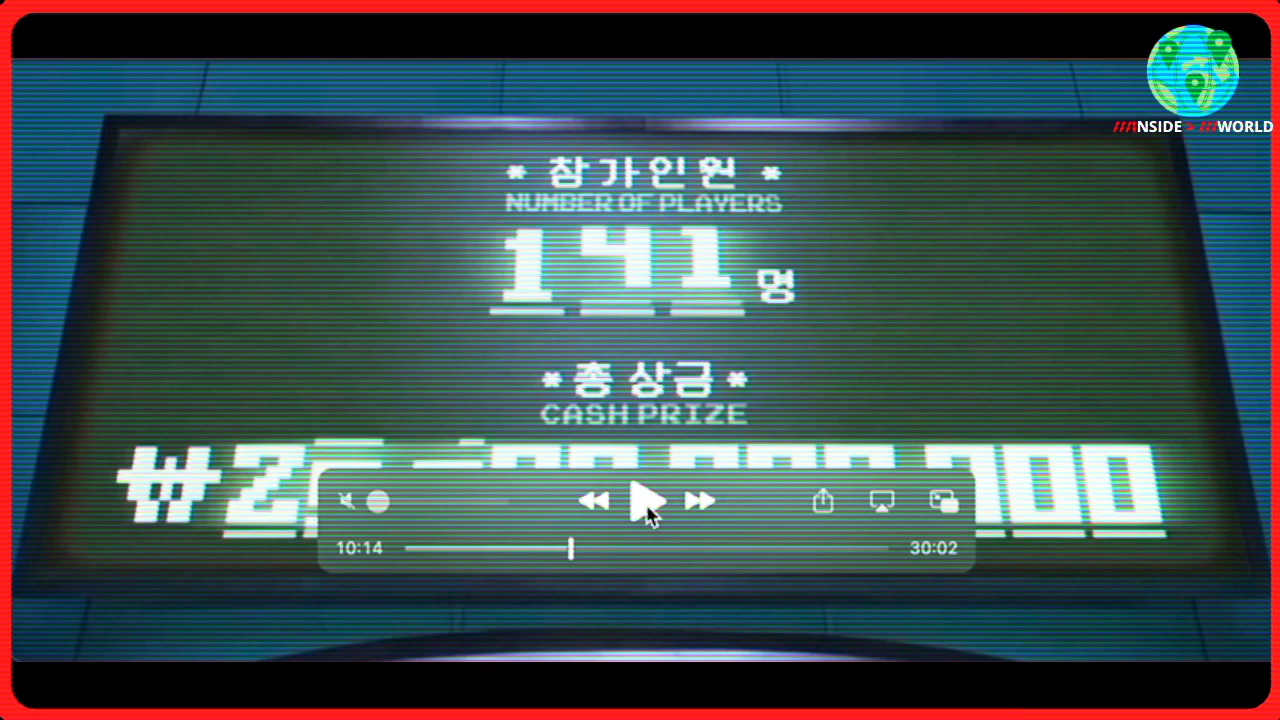 ///NSIDE > ///WORLD
* 참가인원 *
NUMBER OF PLAYERS
141 명
* 총 상금 *
CASH PRIZE
10:14
30:02